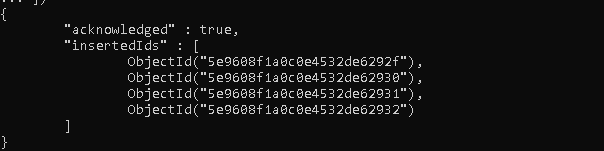 ... ])
{
        "acknowledged" : true,
        "insertedIds" : [
                ObjectId("5e9608f1a0c0e4532de6292f"),
                ObjectId("5e9608f1a0c0e4532de62930"),
                ObjectId("5e9608f1a0c0e4532de62931"),
                ObjectId("5e9608f1a0c0e4532de62932")
        ]
}